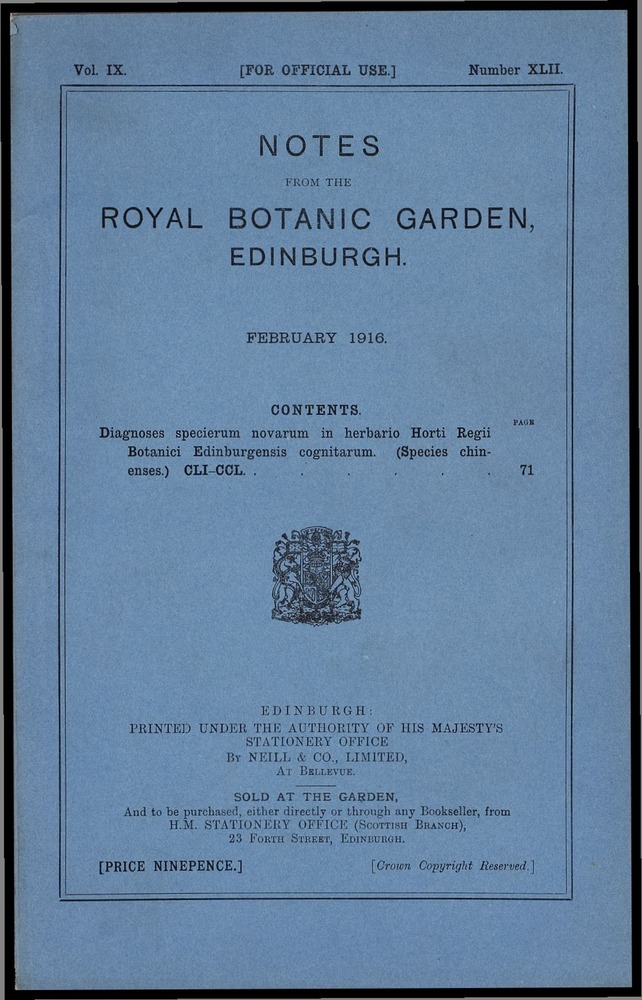 Vol. IX. [FOR OFFICIAL USE.] Number XLII.
NOTES
FROM THE
ROYAL BOTANIC GARDEN,
EDINBURGH.
FEBRUARY 1916.
CONTENTS.
PAGE
Diagnoses specierum novarum in herbario Horti Regii
Botanici Edinburgensis cognitarum. (Species chin-
enses.) CLI-CCL. . . . . . . 71
EDINBURGH:
PRINTED UNDER THE AUTHORITY OF HIS MAJESTY'S
STATIONERY OFFICE
BY NEILL & CO., LIMITED,
AT BELLEVUE.
SOLD AT THE GARDEN,
And to be purchased, either directly or through any Bookseller, from
H.M. STATIONERY OFFICE (SCOTTISH BRANCH),
23 FORTH STREET, EDINBURGH.
[PRICE NINEPENCE.] [Crown Copyright Reserved.]